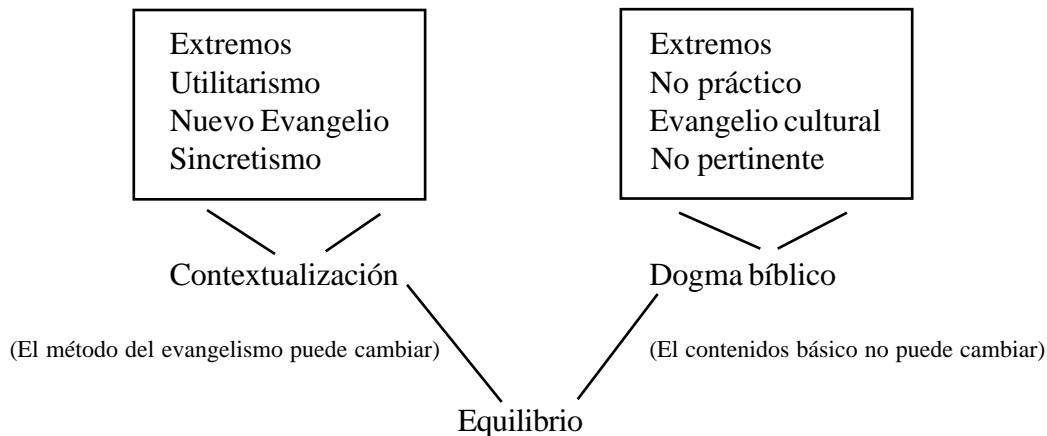 Extremos
Utilitarismo
Nuevo Evangelio
Sincretismo
Extremos
No práctico
Evangelio cultural
No pertinente
Contextualización
Dogma bíblico
(El método del evangelismo puede cambiar)
(El contenidos básico no puede cambiar)
Equilibrio